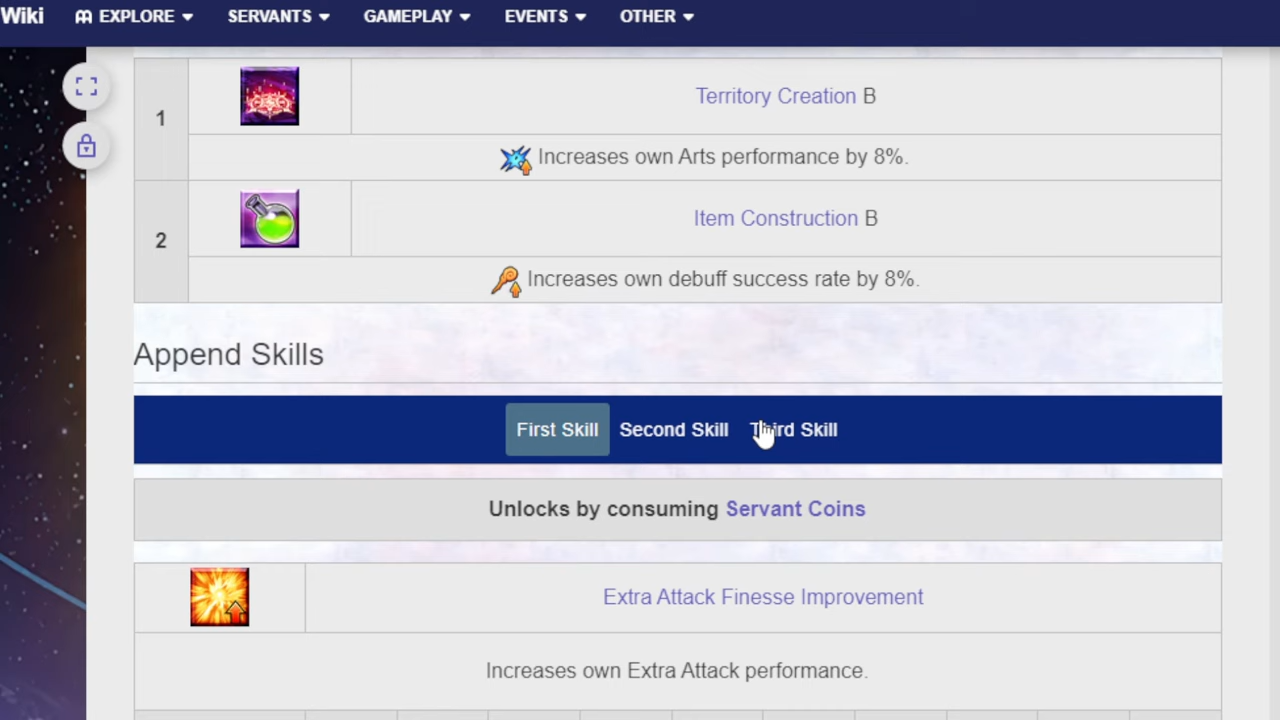 Wiki EXPLORE SERVANTS GAMEPLAY EVENTS OTHER
1 Territory Creation B
Increases own Arts performance by 8%.
2 Item Construction B
Increases own debuff success rate by 8%.
Append Skills
First Skill Second Skill Third Skill
Unlocks by consuming Servant Coins
Extra Attack Finesse Improvement
Increases own Extra Attack performance.